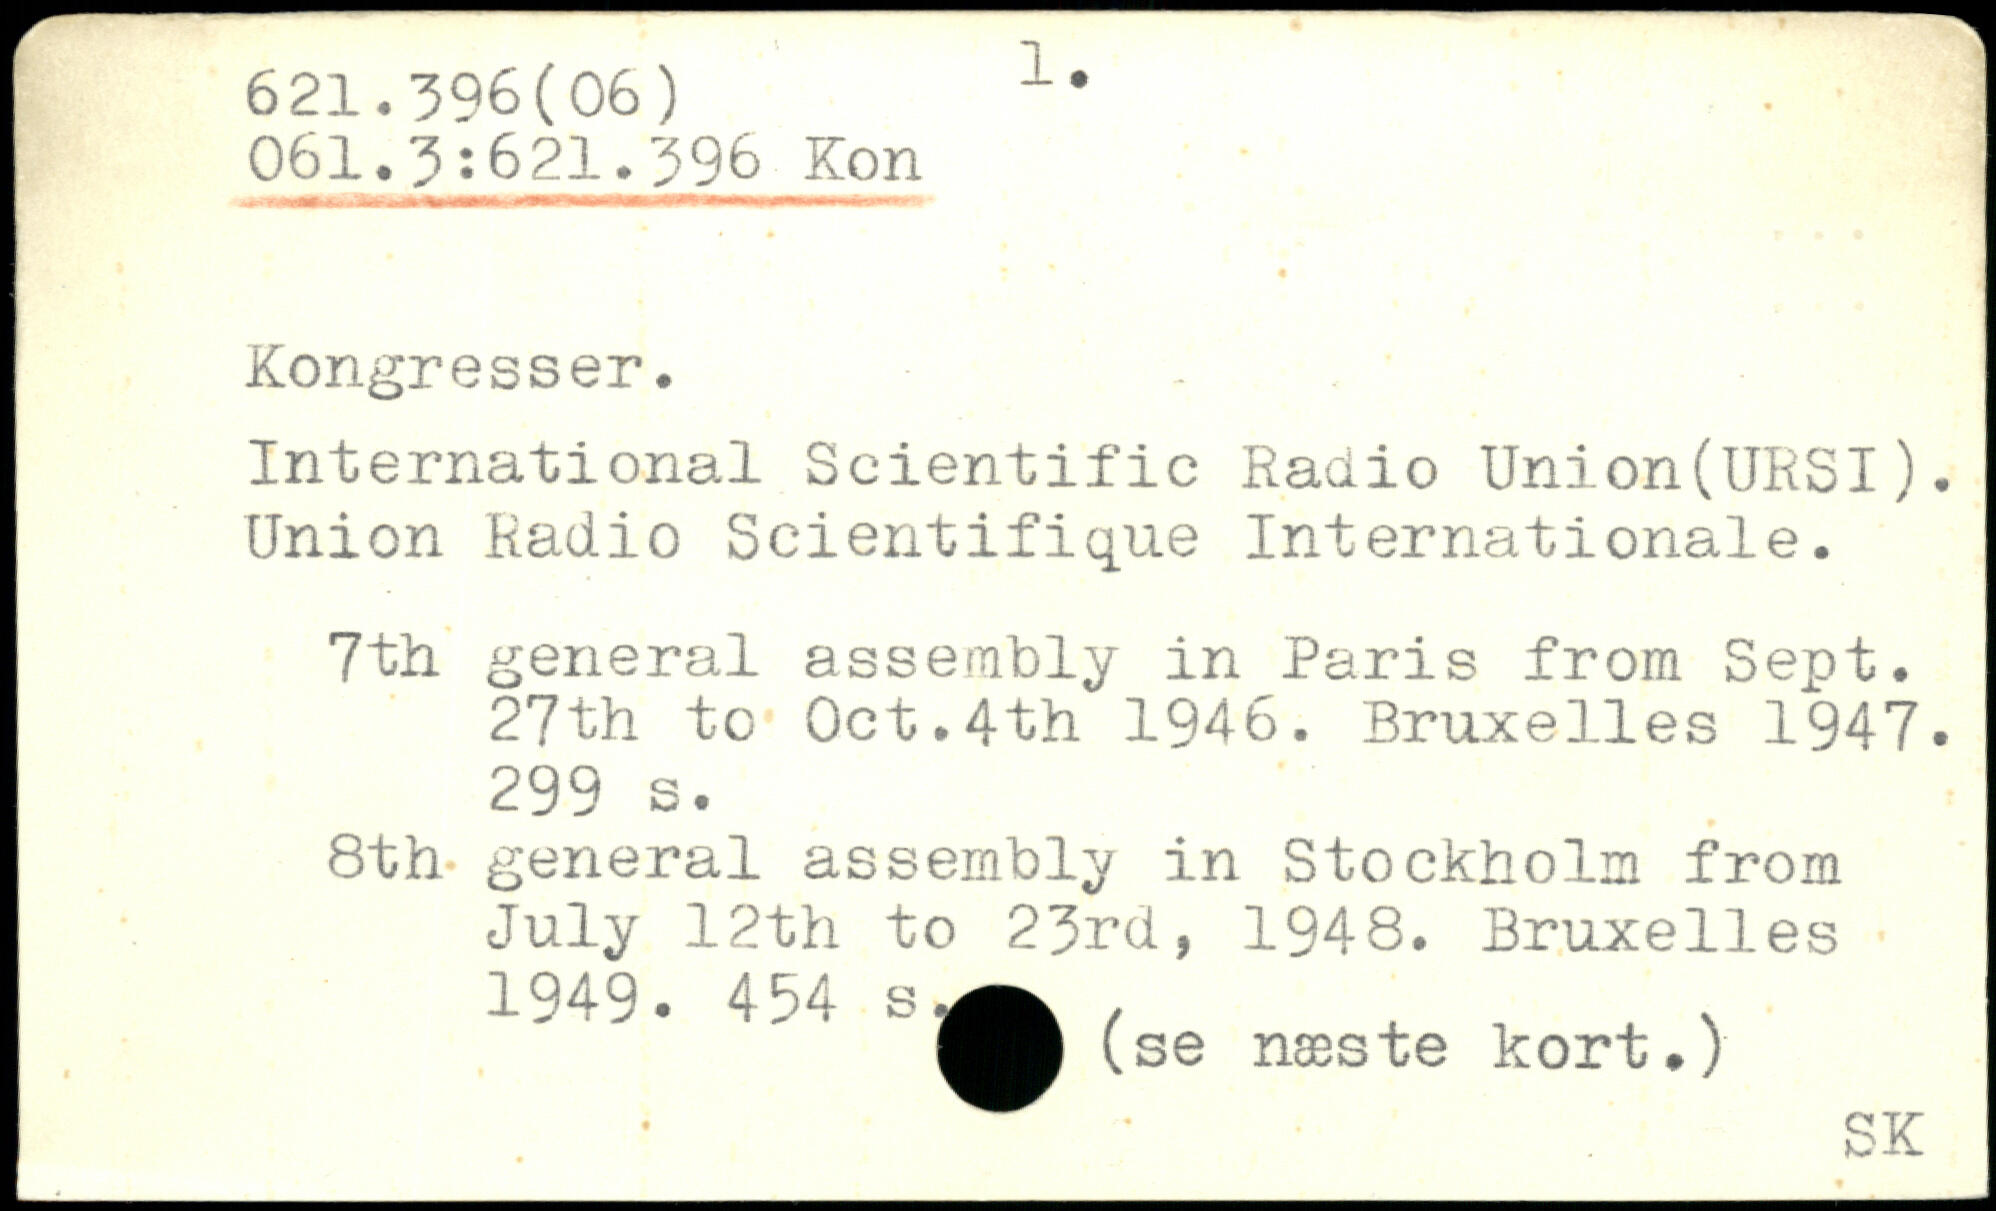 1.
621.396(06)
061.3:621.396 Kon
Kongresser.
International Scientific Radio Union(URSI).
Union Radio Scientifique Internationale.
7th general assembly in Paris from Sept.
27th to Oct.4th 1946. Bruxelles 1947.
299 s.
8th general assembly in Stockholm from
July 12th to 23rd, 1948. Bruxelles
1949. 454 s.
(se næste kort.)
SK